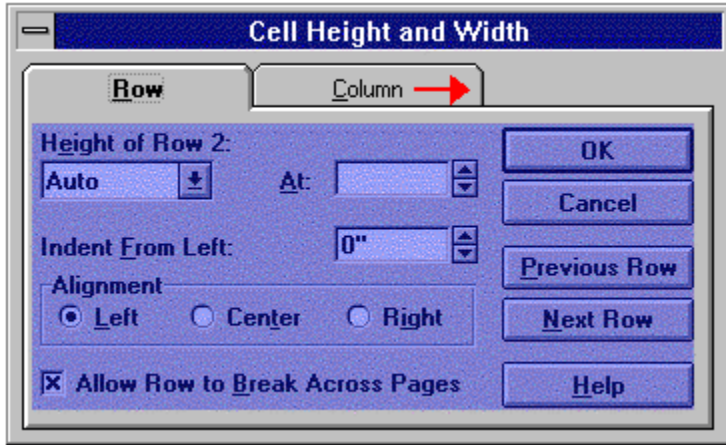 Cell Height and Width
Row Column
Height of Row 2:
Auto At:
OK
Cancel
Indent From Left: 0"
Previous Row
Alignment
Left Center Right
Next Row
Allow Row to Break Across Pages
Help